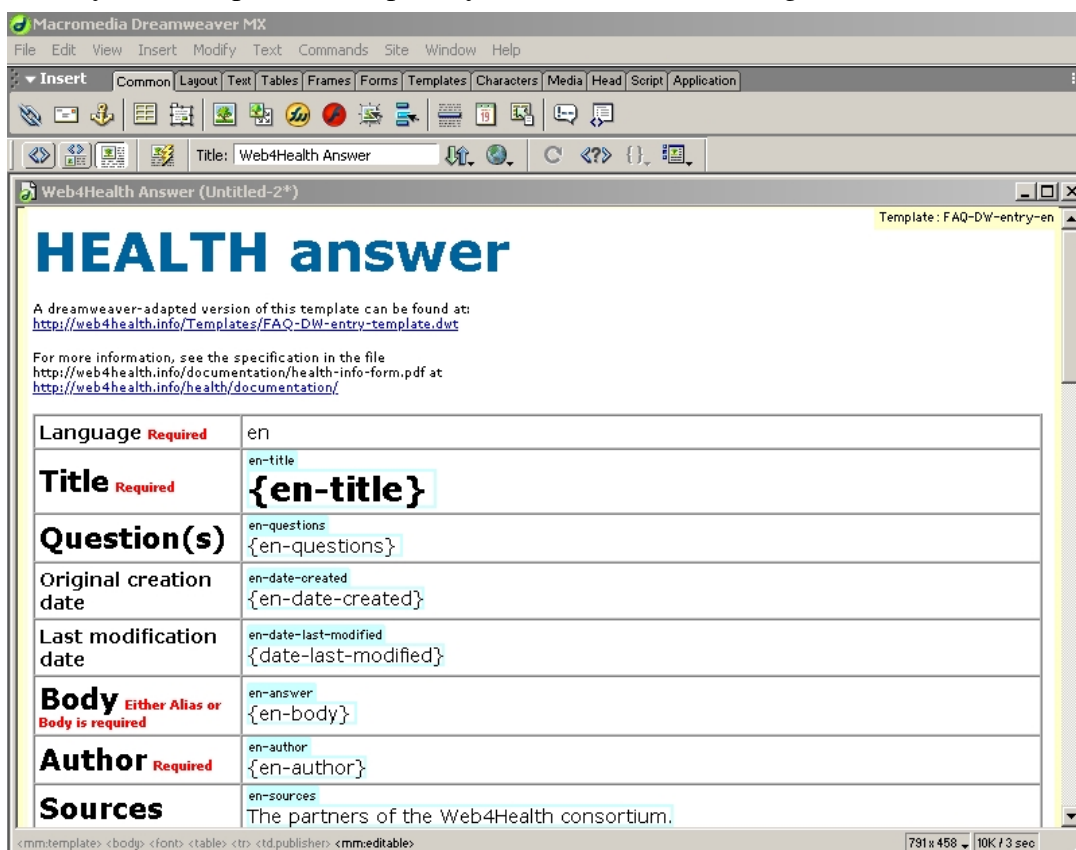 Macromedia Dreamweaver MX
File Edit View Insert Modify Text Commands Site Window Help
Insert Common Layout Text Tables Frames Forms Templates Characters Media Head Script Application
Title: Web4Health Answer
Web4Health Answer (Untitled-2*)
Template: FAQ-DW-entry-en
HEALTH answer
A dreamweaver-adapted version of this template can be found at:
http://web4health.info/Templates/FAQ-DW-entry-template.dwt
For more information, see the specification in the file
http://web4health.info/documentation/health-info-form.pdf at
http://web4health.info/health/documentation/
Language Required en
en-title
Title Required {en-title}
en-questions
Question(s) {en-questions}
Original creation date
en-date-created
{en-date-created}
Last modification date
en-date-last-modified
{date-last-modified}
Body Either Alias or
Body is required
en-answer
{en-body}
en-author
Author Required {en-author}
en-sources
Sources The partners of the Web4Health consortium.
<mm:template> <body> <font> <table> <tr> <td.publisher> <mm:editable> 791 x 458 10K / 3 sec